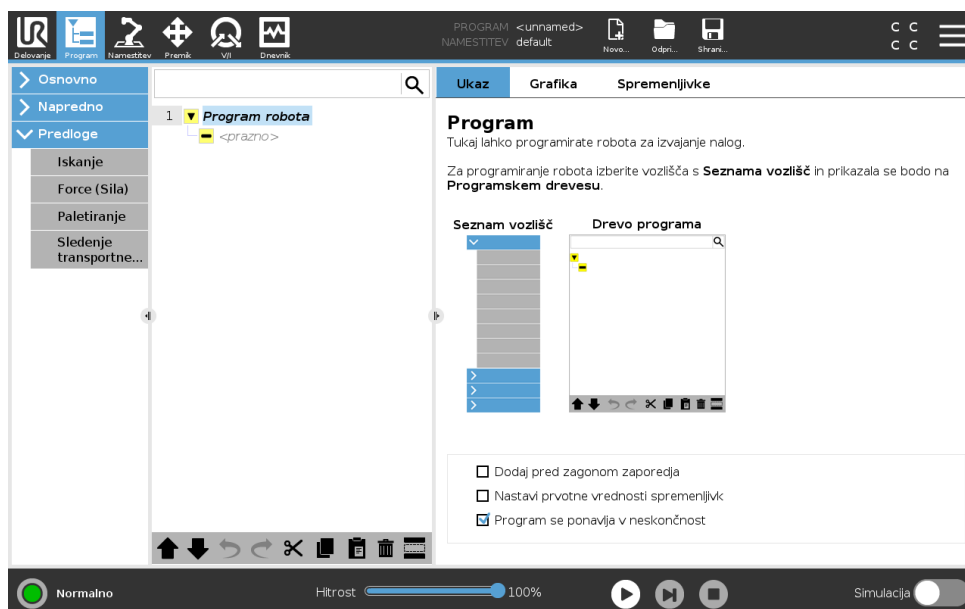 UR
PROGRAM <unnamed>
NAMESTITEV default
Delovanje Program Namestitev Premik V/I Dnevnik
Novo... Odpri... Shrani...
C C
C C
Osnovno
Napredno
Predloge
Iskanje
Force (Sila)
Paletiranje
Sledenje
transportne...
1 Program robota
<prazno>
Ukaz Grafika Spremenljivke
Program
Tukaj lahko programirate robota za izvajanje nalog.
Za programiranje robota izberite vozlišča s Seznama vozlišč in prikazala se bodo na
Programskem drevesu.
Seznam vozlišč Drevo programa
Dodaj pred zagonom zaporedja
Nastavi prvotne vrednosti spremenljivk
Program se ponavlja v neskončnost
Normalno
Hitrost 100%
Simulacija